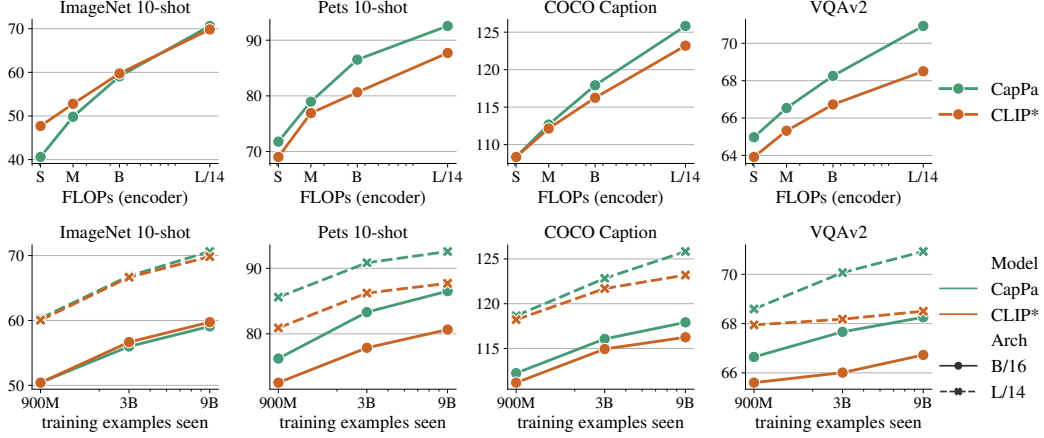 ImageNet 10-shot
Pets 10-shot
COCO Caption
VQAv2
70
60
50
40
S
M
B
L/14
FLOPs (encoder)
90
80
70
S
M
B
L/14
FLOPs (encoder)
125
120
115
110
S
M
B
L/14
FLOPs (encoder)
70
68
66
64
S
M
B
L/14
FLOPs (encoder)
CapPa
CLIP*
ImageNet 10-shot
Pets 10-shot
COCO Caption
VQAv2
70
60
50
900M
3B
9B
training examples seen
90
80
900M
3B
9B
training examples seen
125
120
115
900M
3B
9B
training examples seen
70
68
66
900M
3B
9B
training examples seen
Model
CapPa
CLIP*
Arch
B/16
L/14